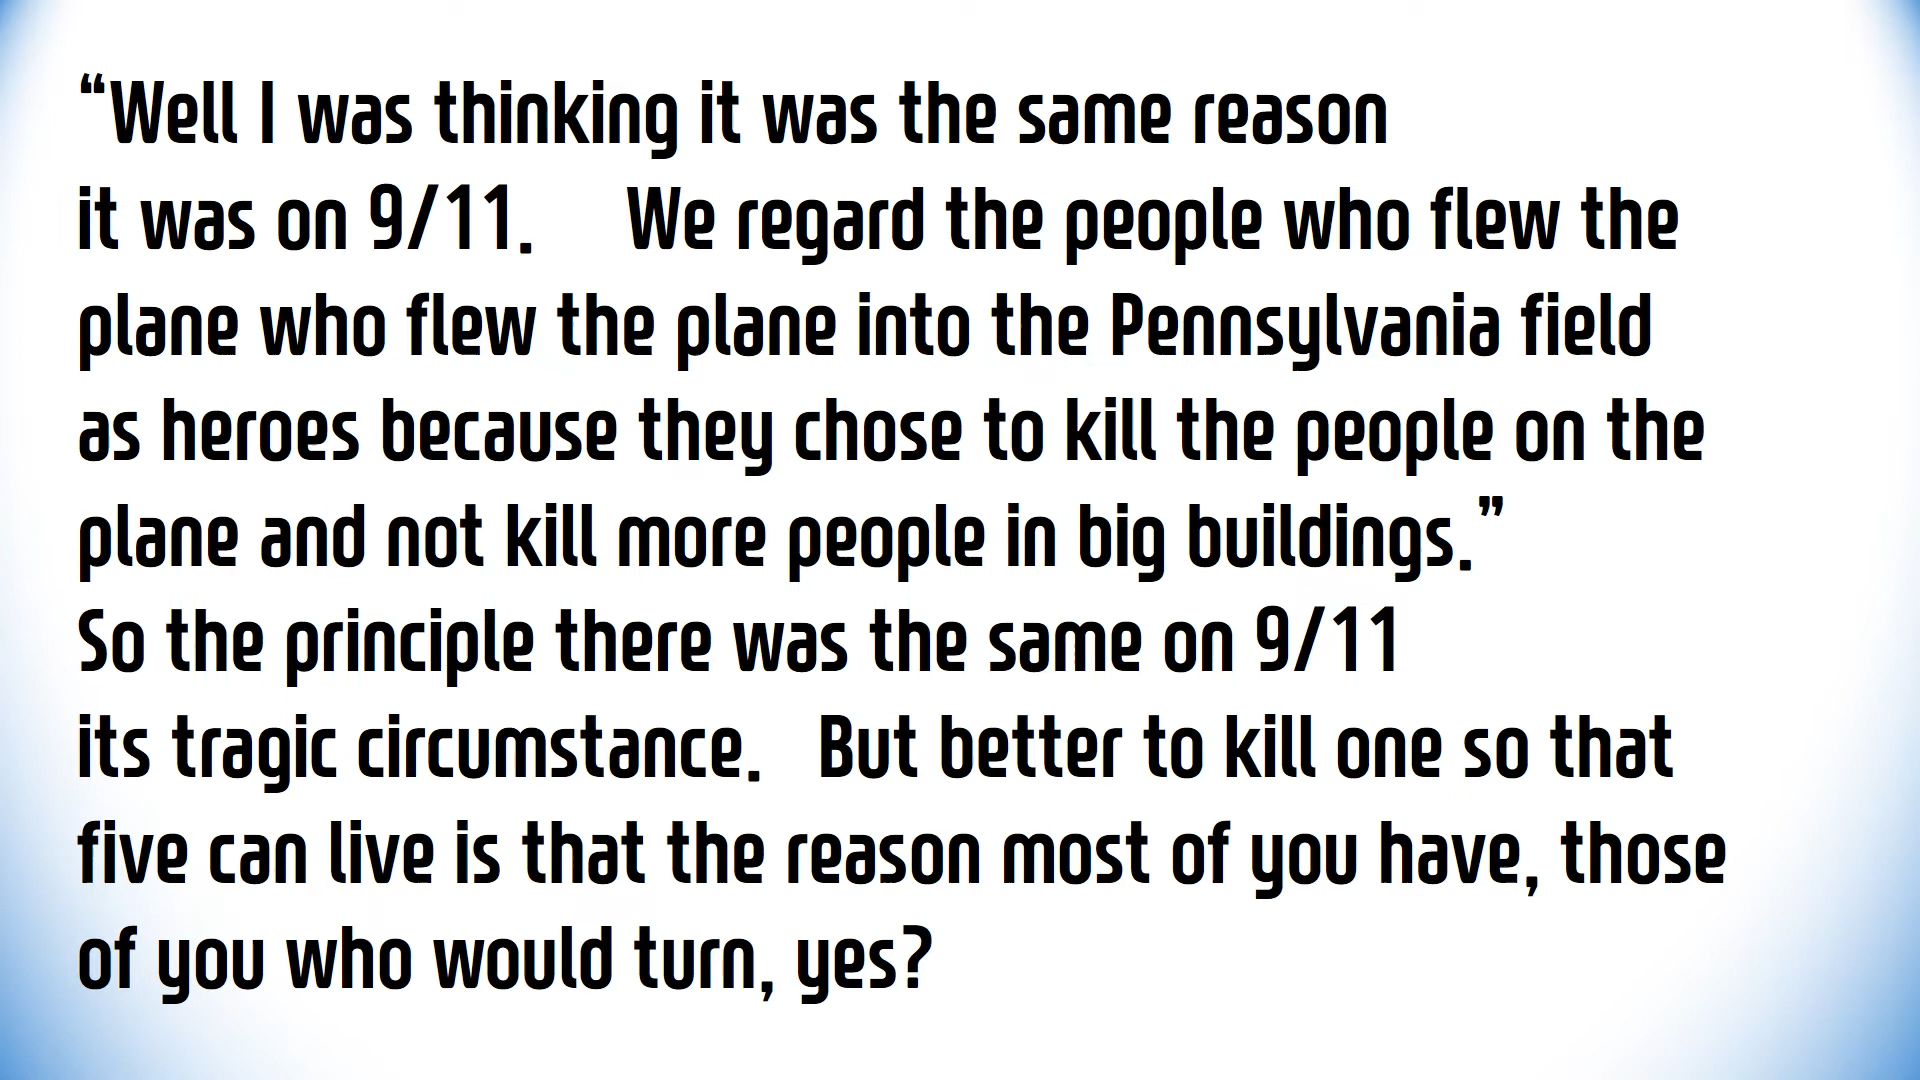 “Well I was thinking it was the same reason
it was on 9/11. We regard the people who flew the
plane who flew the plane into the Pennsylvania field
as heroes because they chose to kill the people on the
plane and not kill more people in big buildings.”
So the principle there was the same on 9/11
its tragic circumstance. But better to kill one so that
five can live is that the reason most of you have, those
of you who would turn, yes?